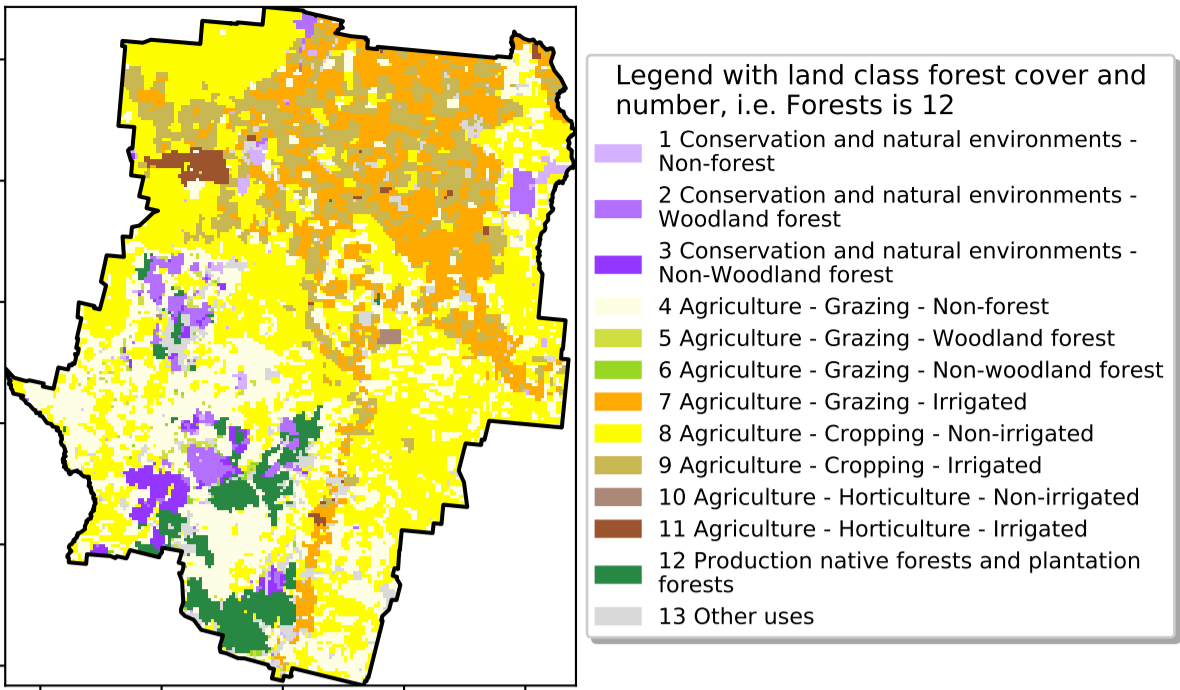 Legend with land class forest cover and
number, i.e. Forests is 12
1 Conservation and natural environments -
Non-forest
2 Conservation and natural environments -
Woodland forest
3 Conservation and natural environments -
Non-Woodland forest
4 Agriculture - Grazing - Non-forest
5 Agriculture - Grazing - Woodland forest
6 Agriculture - Grazing - Non-woodland forest
7 Agriculture - Grazing - Irrigated
8 Agriculture - Cropping - Non-irrigated
9 Agriculture - Cropping - Irrigated
10 Agriculture - Horticulture - Non-irrigated
11 Agriculture - Horticulture - Irrigated
12 Production native forests and plantation
forests
13 Other uses